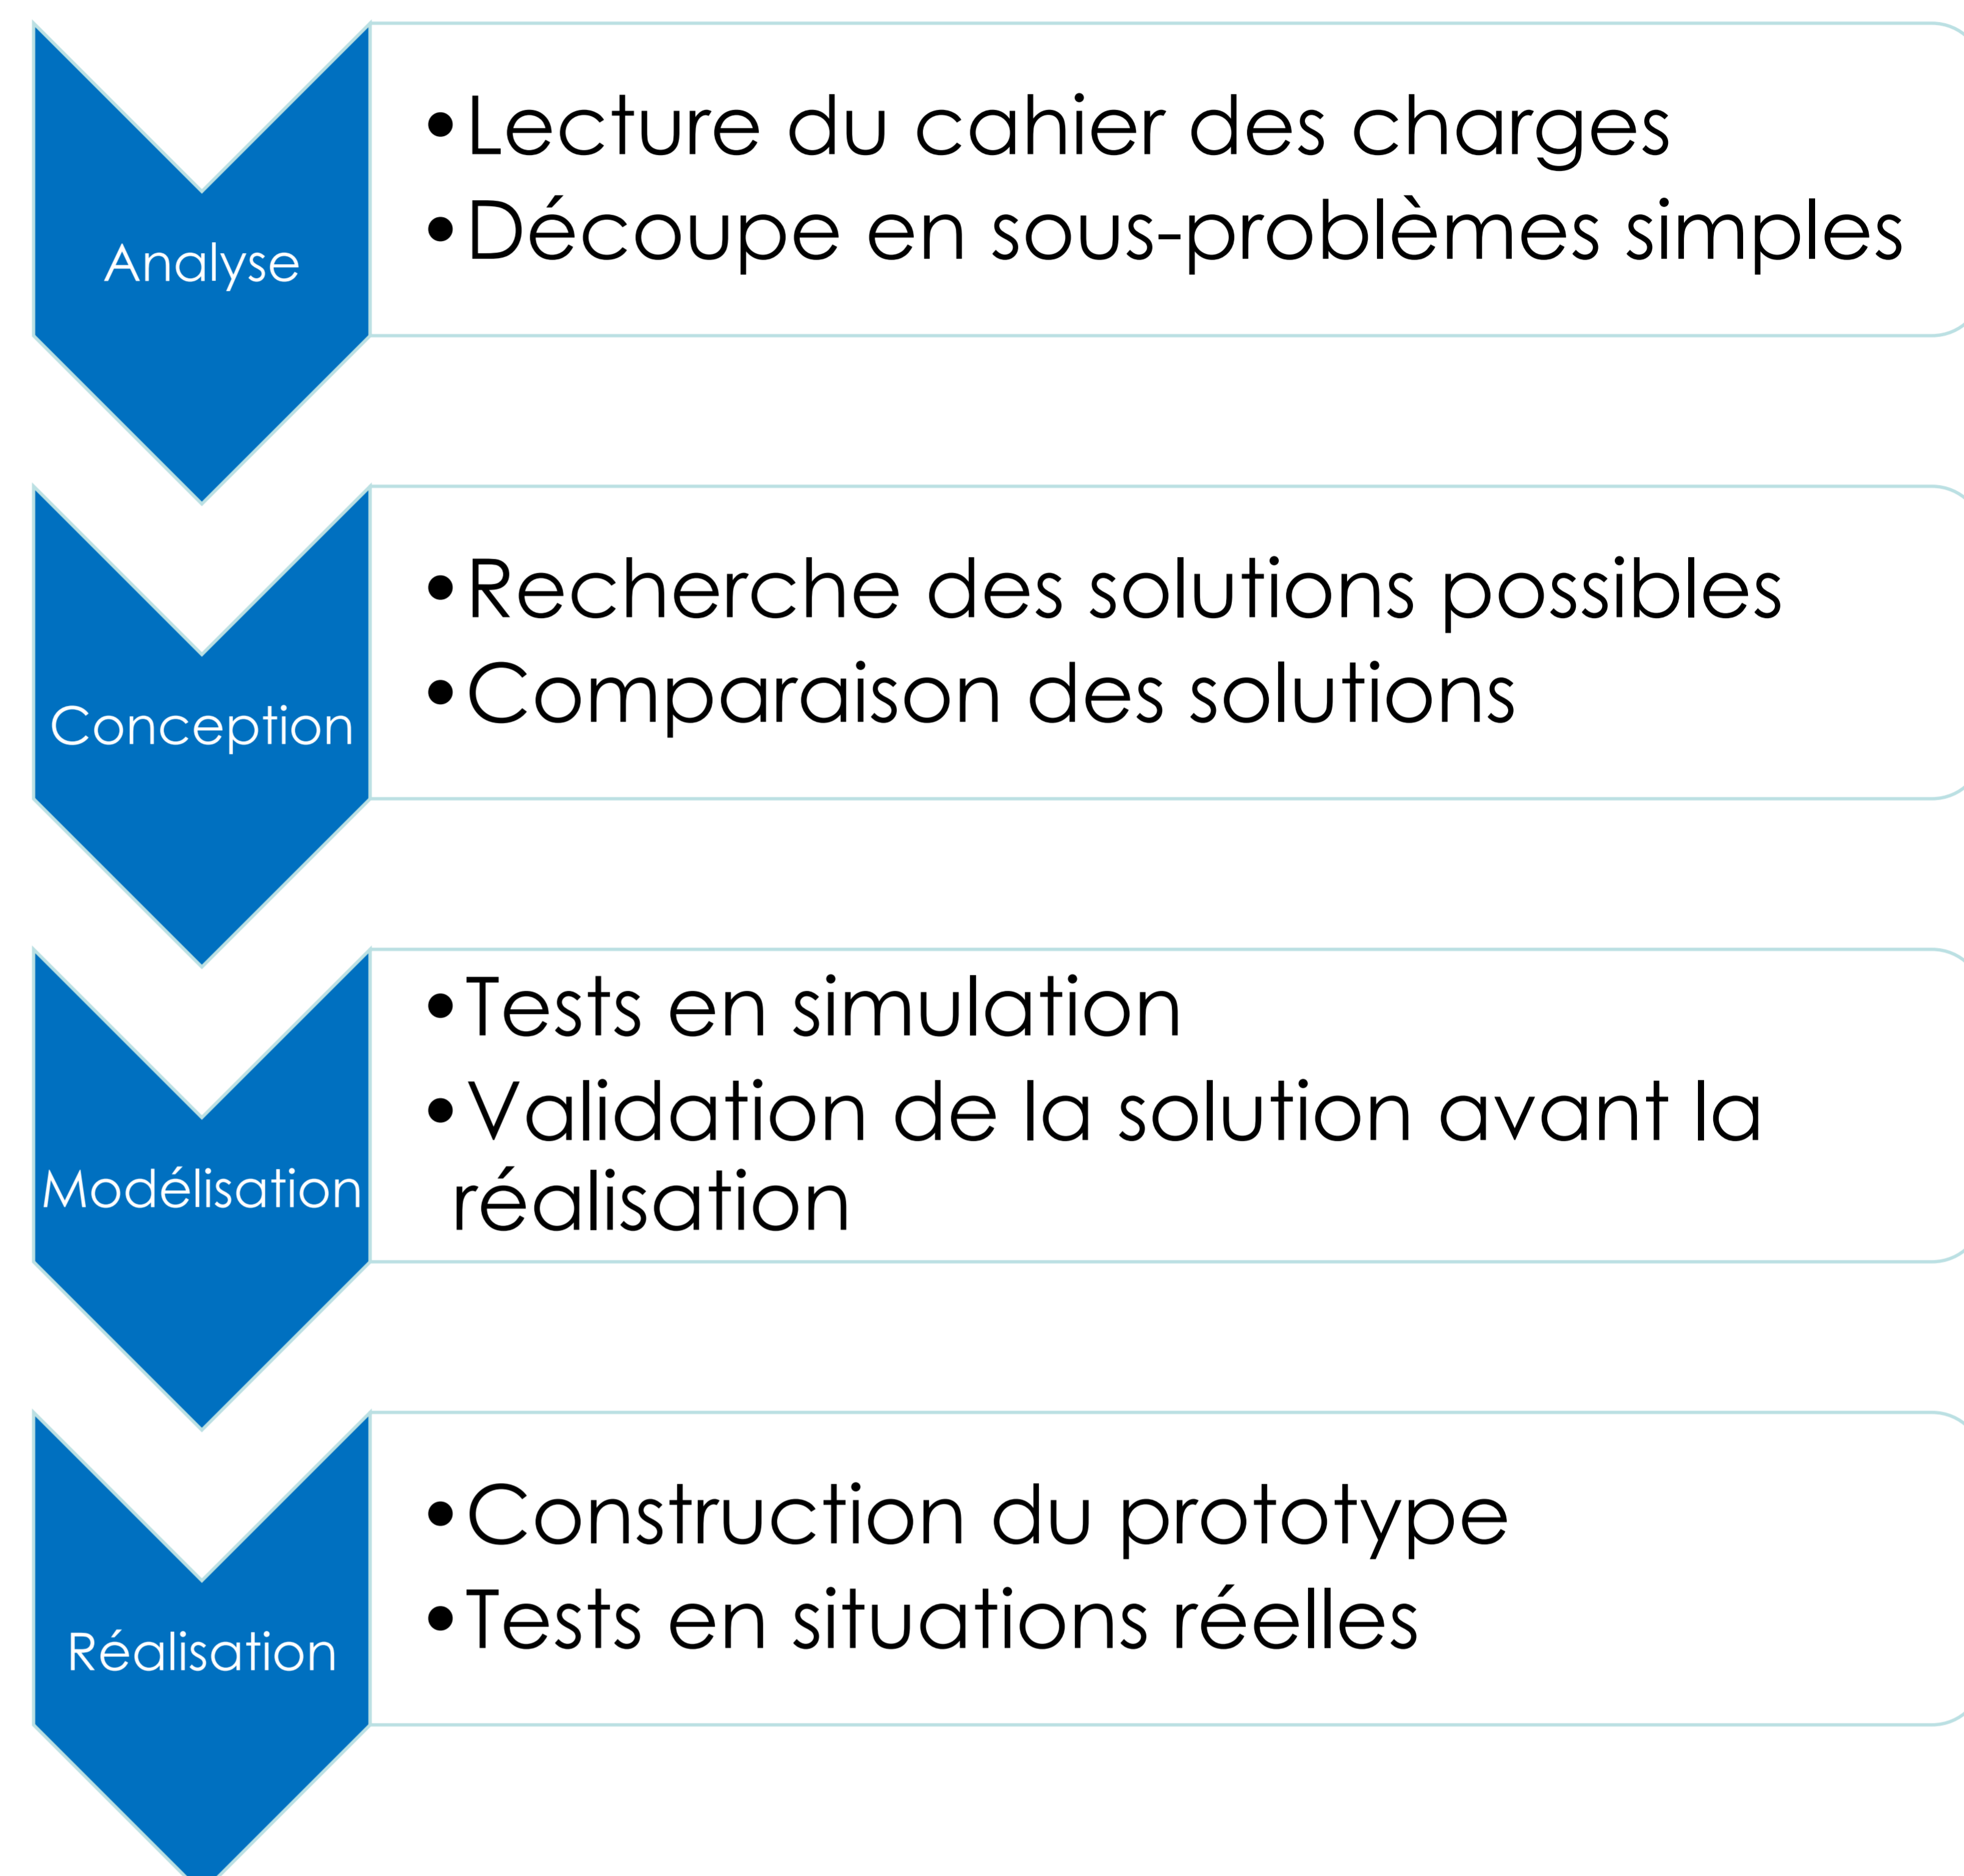 Analyse
•Lecture du cahier des charges
•Découpe en sous-problèmes simples
Conception
•Recherche des solutions possibles
•Comparaison des solutions
Modélisation
•Tests en simulation
•Validation de la solution avant la
réalisation
Réalisation
•Construction du prototype
•Tests en situations réelles